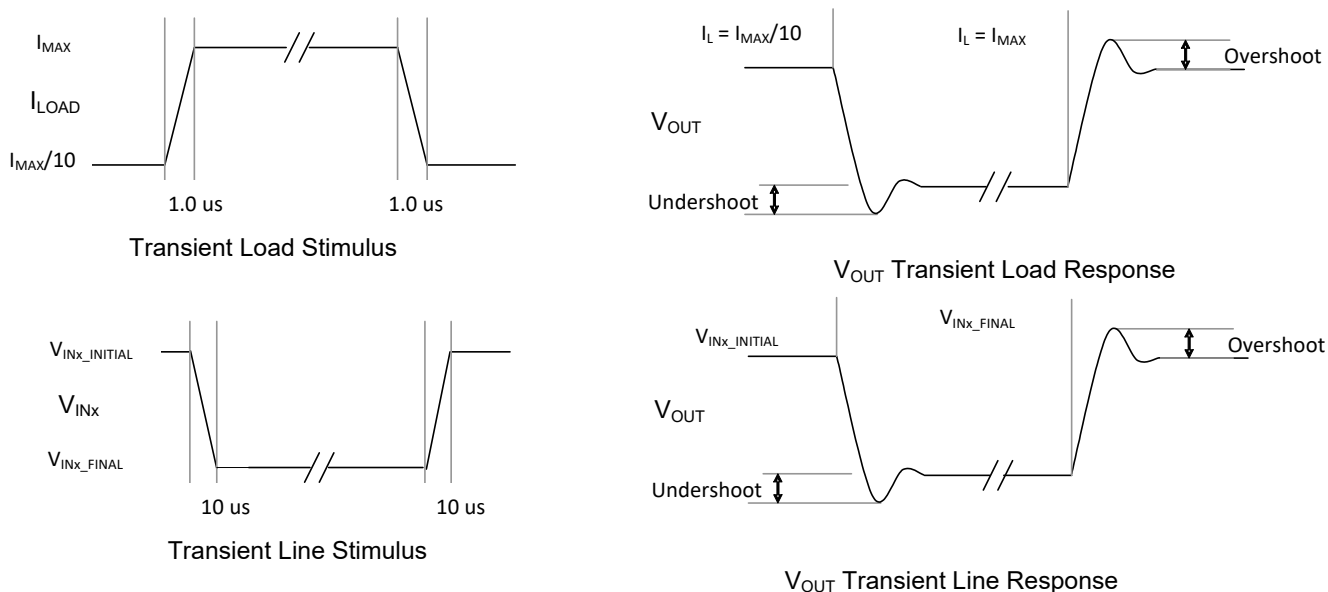 I_MAX
I_LOAD
I_MAX/10
1.0 us 1.0 us
Transient Load Stimulus
I_L = I_MAX/10 I_L = I_MAX
Overshoot
V_OUT
Undershoot
V_OUT Transient Load Response
V_INx_INITIAL
V_INx
V_INx_FINAL
10 us 10 us
Transient Line Stimulus
V_INx_INITIAL V_INx_FINAL
Overshoot
V_OUT
Undershoot
V_OUT Transient Line Response